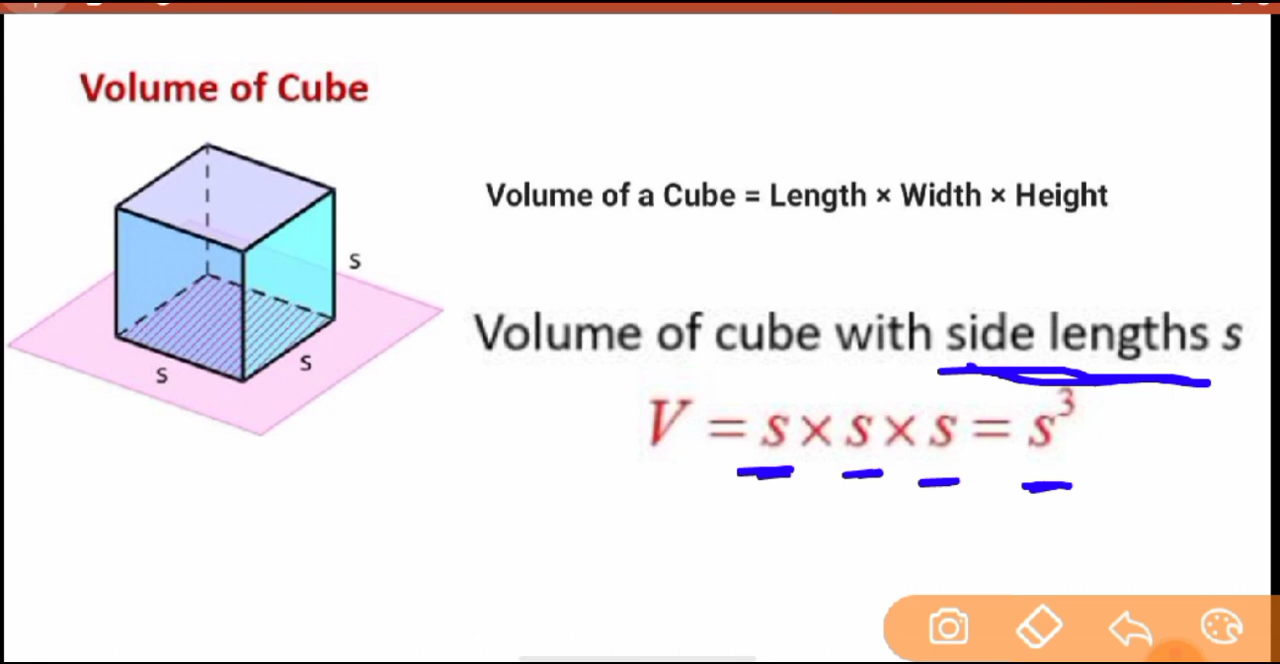 Volume of Cube
Volume of a Cube = Length × Width × Height
s
Volume of cube with side lengths s
s
s
V = s × s × s = s³